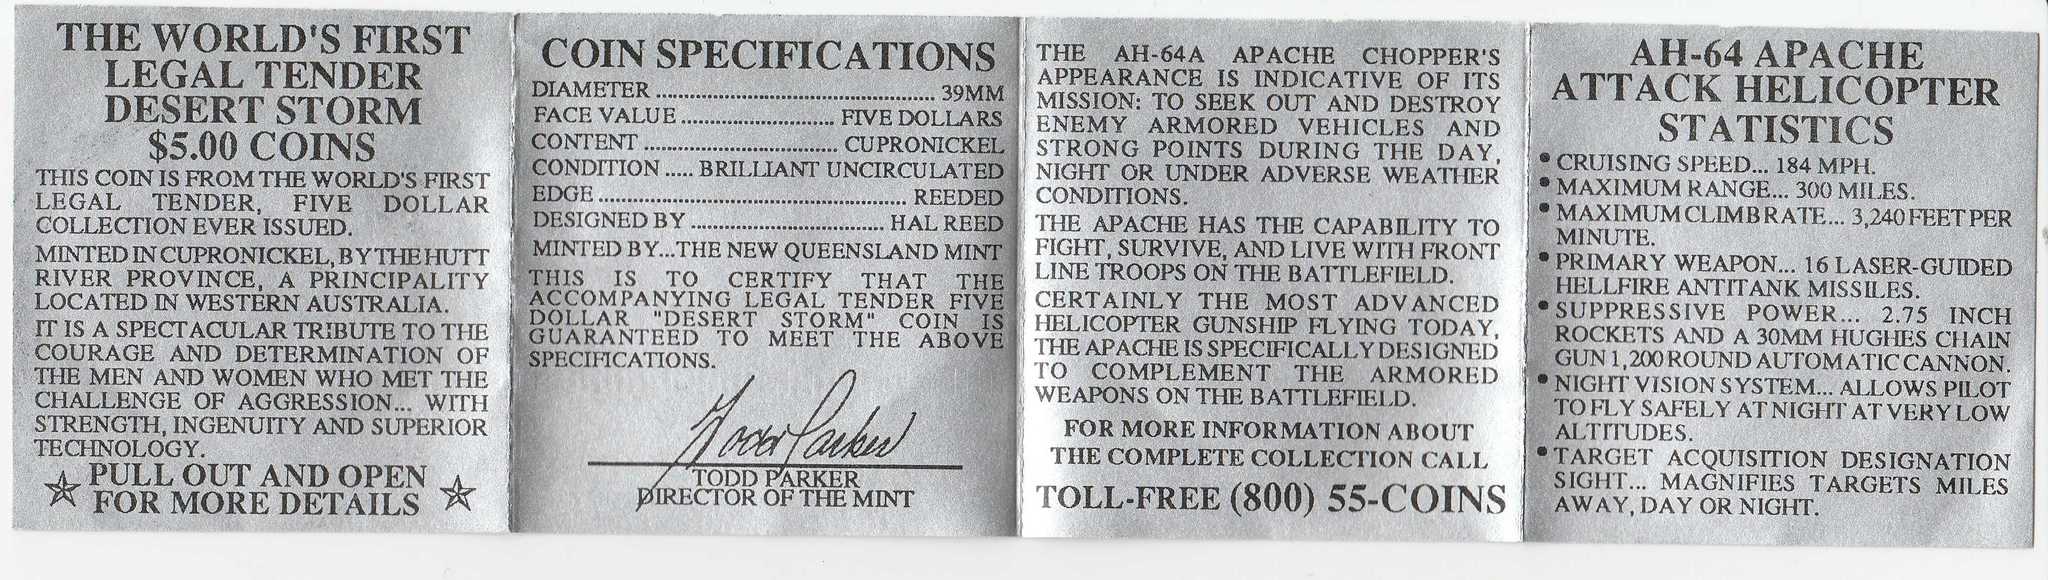 THE WORLD'S FIRST
LEGAL TENDER
DESERT STORM
$5.00 COINS
THIS COIN IS FROM THE WORLD'S FIRST
LEGAL TENDER, FIVE DOLLAR
COLLECTION EVER ISSUED.
MINTED IN CUPRONICKEL, BY THE HUTT
RIVER PROVINCE, A PRINCIPALITY
LOCATED IN WESTERN AUSTRALIA.
IT IS A SPECTACULAR TRIBUTE TO THE
COURAGE AND DETERMINATION OF
THE MEN AND WOMEN WHO MET THE
CHALLENGE OF AGGRESSION... WITH
STRENGTH, INGENUITY AND SUPERIOR
TECHNOLOGY.
PULL OUT AND OPEN
FOR MORE DETAILS
COIN SPECIFICATIONS
DIAMETER ................................................ 39MM
FACE VALUE ........................... FIVE DOLLARS
CONTENT .................................. CUPRONICKEL
CONDITION ..... BRILLIANT UNCIRCULATED
EDGE ...................................................... REEDED
DESIGNED BY .................................. HAL REED
MINTED BY...THE NEW QUEENSLAND MINT
THIS IS TO CERTIFY THAT THE
ACCOMPANYING LEGAL TENDER FIVE
DOLLAR "DESERT STORM" COIN IS
GUARANTEED TO MEET THE ABOVE
SPECIFICATIONS.
Todd Parker
TODD PARKER
DIRECTOR OF THE MINT
THE AH-64A APACHE CHOPPER'S
APPEARANCE IS INDICATIVE OF ITS
MISSION: TO SEEK OUT AND DESTROY
ENEMY ARMORED VEHICLES AND
STRONG POINTS DURING THE DAY,
NIGHT OR UNDER ADVERSE WEATHER
CONDITIONS.
THE APACHE HAS THE CAPABILITY TO
FIGHT, SURVIVE, AND LIVE WITH FRONT
LINE TROOPS ON THE BATTLEFIELD.
CERTAINLY THE MOST ADVANCED
HELICOPTER GUNSHIP FLYING TODAY,
THE APACHE IS SPECIFICALLY DESIGNED
TO COMPLEMENT THE ARMORED
WEAPONS ON THE BATTLEFIELD.
FOR MORE INFORMATION ABOUT
THE COMPLETE COLLECTION CALL
TOLL-FREE (800) 55-COINS
AH-64 APACHE
ATTACK HELICOPTER
STATISTICS
• CRUISING SPEED... 184 MPH.
• MAXIMUM RANGE... 300 MILES.
• MAXIMUM CLIMB RATE... 3,240 FEET PER
MINUTE.
• PRIMARY WEAPON... 16 LASER-GUIDED
HELLFIRE ANTITANK MISSILES.
• SUPPRESSIVE POWER... 2.75 INCH
ROCKETS AND A 30MM HUGHES CHAIN
GUN 1,200 ROUND AUTOMATIC CANNON.
• NIGHT VISION SYSTEM... ALLOWS PILOT
TO FLY SAFELY AT NIGHT AT VERY LOW
ALTITUDES.
• TARGET ACQUISITION DESIGNATION
SIGHT... MAGNIFIES TARGETS MILES
AWAY, DAY OR NIGHT.